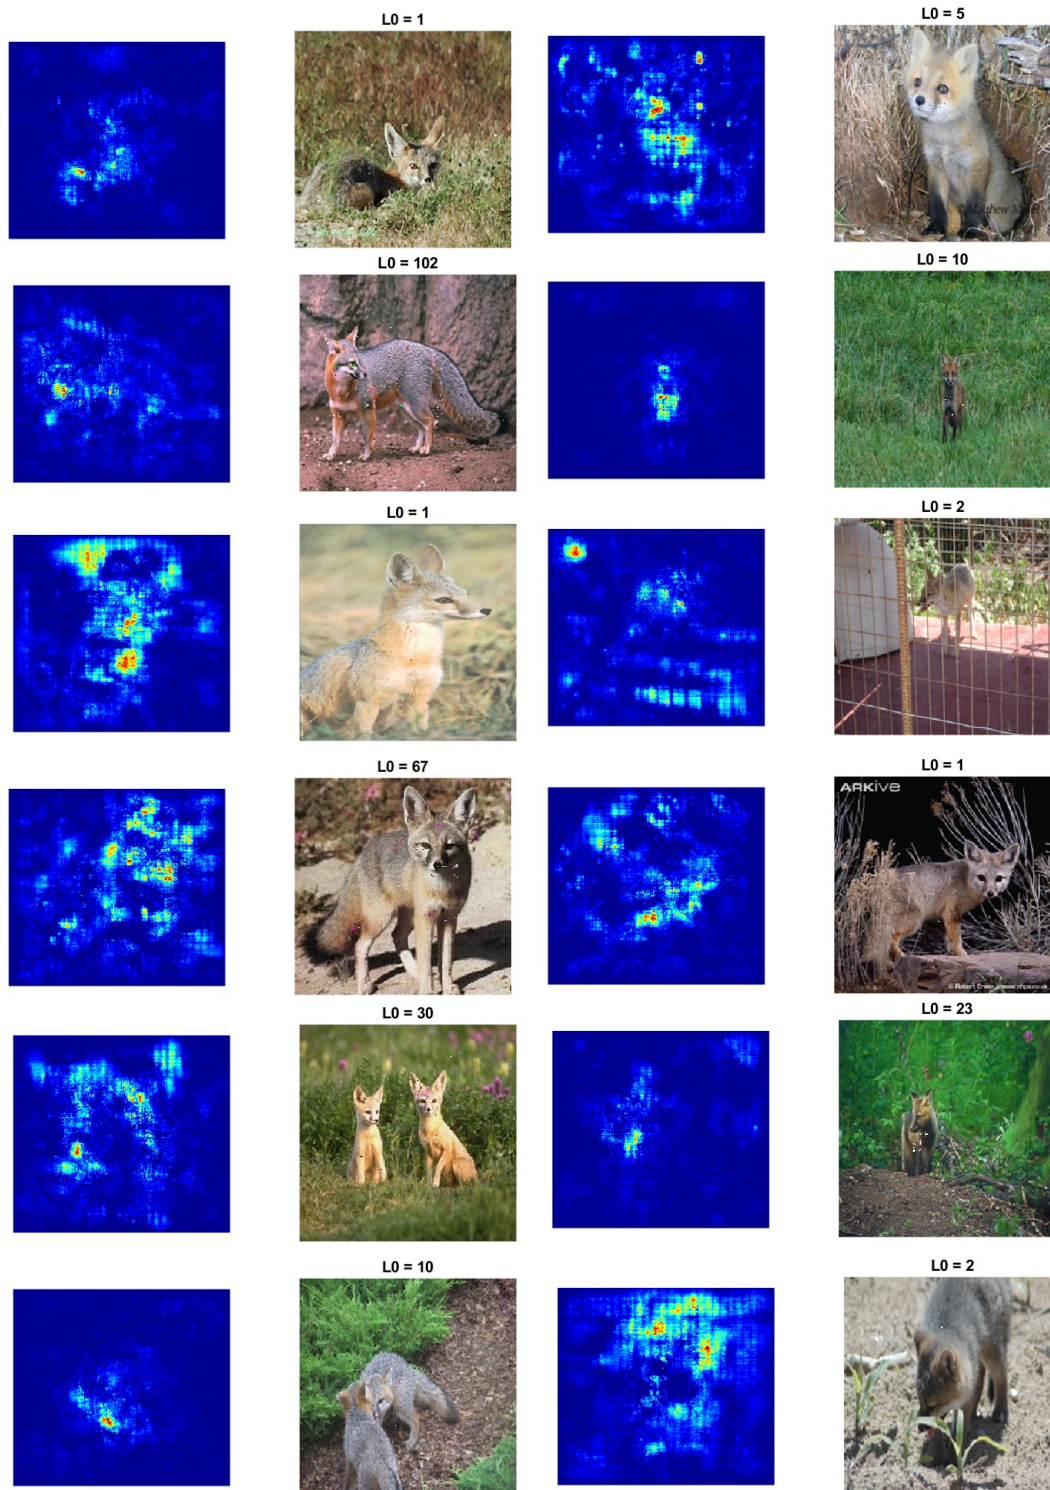 L0 = 1
L0 = 5
L0 = 102
L0 = 10
L0 = 1
L0 = 2
L0 = 67
L0 = 1
ARKive
L0 = 30
L0 = 23
L0 = 10
L0 = 2